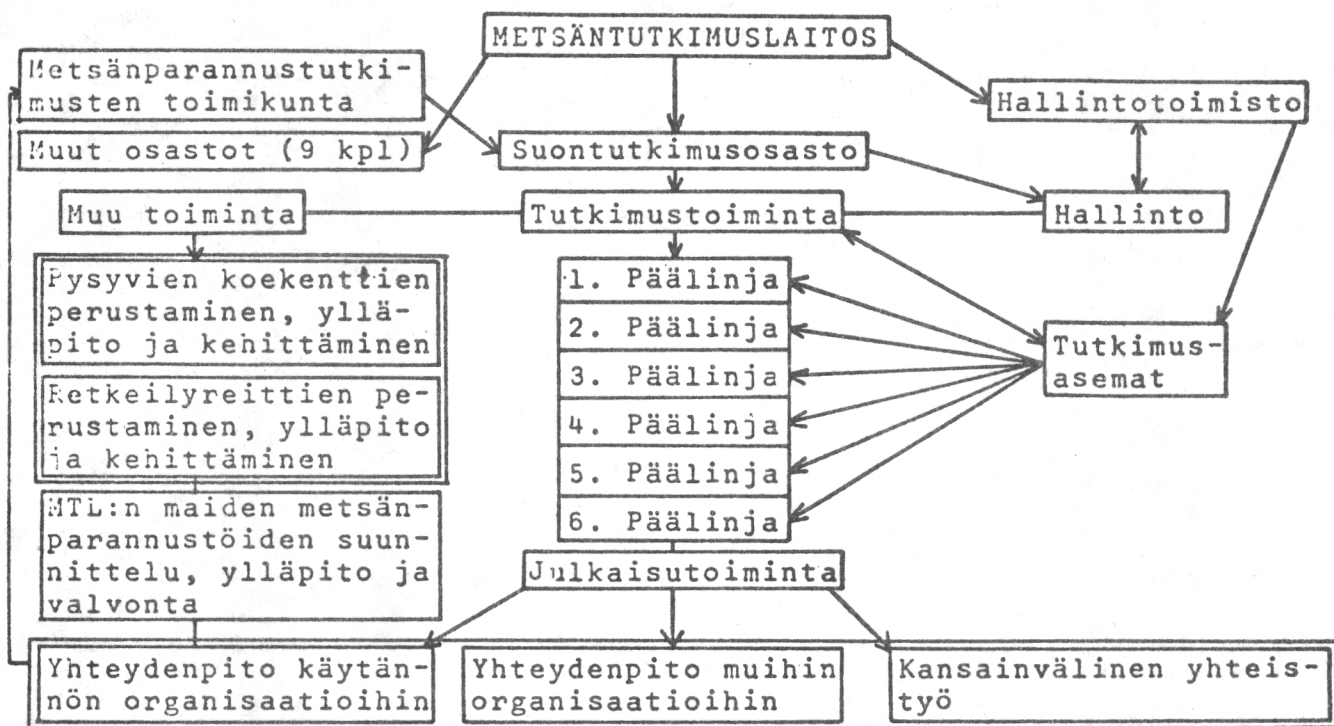 METSÄNTUTKIMUSLAITOS
Metsänparannustutki-
musten toimikunta
Hallintotoimisto
Muut osastot (9 kpl)
Suontutkimusosasto
Muu toiminta
Tutkimustoiminta
Hallinto
Pysyvien koekenttien
perustaminen, yllä-
pito ja kehittäminen
1. Päälinja
2. Päälinja
3. Päälinja
4. Päälinja
5. Päälinja
6. Päälinja
Tutkimus-
asemat
Retkeilyreittien pe-
rustaminen, ylläpito
ja kehittäminen
MTL:n maiden metsän-
parannustöiden suun-
nittelu, ylläpito ja
valvonta
Julkaisutoiminta
Yhteydenpito käytän-
nön organisaatioihin
Yhteydenpito muihin
organisaatioihin
Kansainvälinen yhteis-
työ